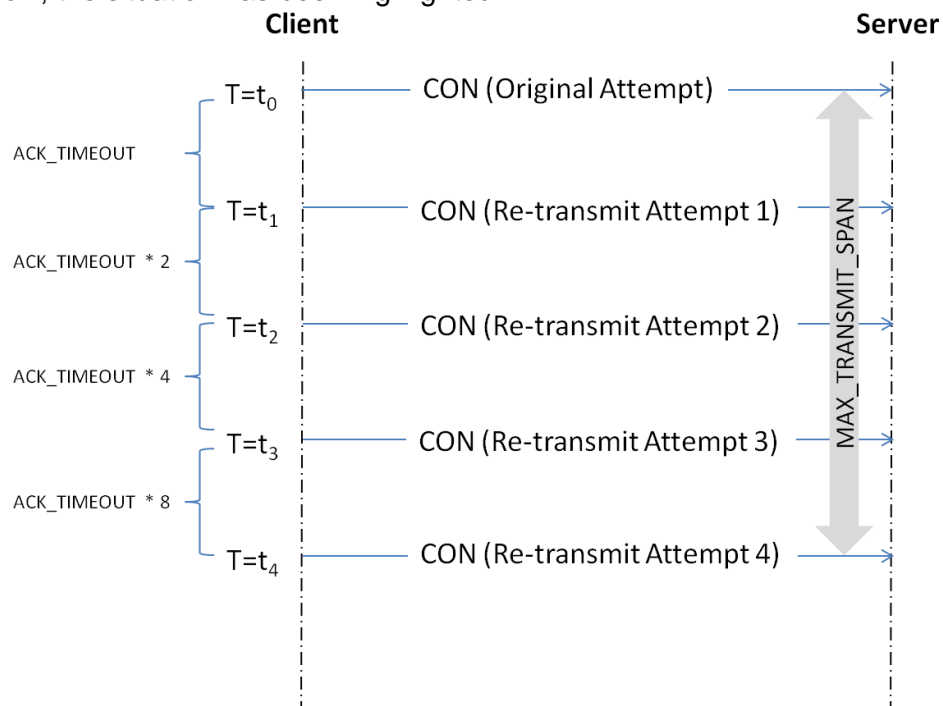 Client Server
T=t0 CON (Original Attempt)
ACK_TIMEOUT
T=t1 CON (Re-transmit Attempt 1)
ACK_TIMEOUT * 2
T=t2 CON (Re-transmit Attempt 2)
ACK_TIMEOUT * 4
T=t3 CON (Re-transmit Attempt 3)
ACK_TIMEOUT * 8
T=t4 CON (Re-transmit Attempt 4)
MAX_TRANSMIT_SPAN